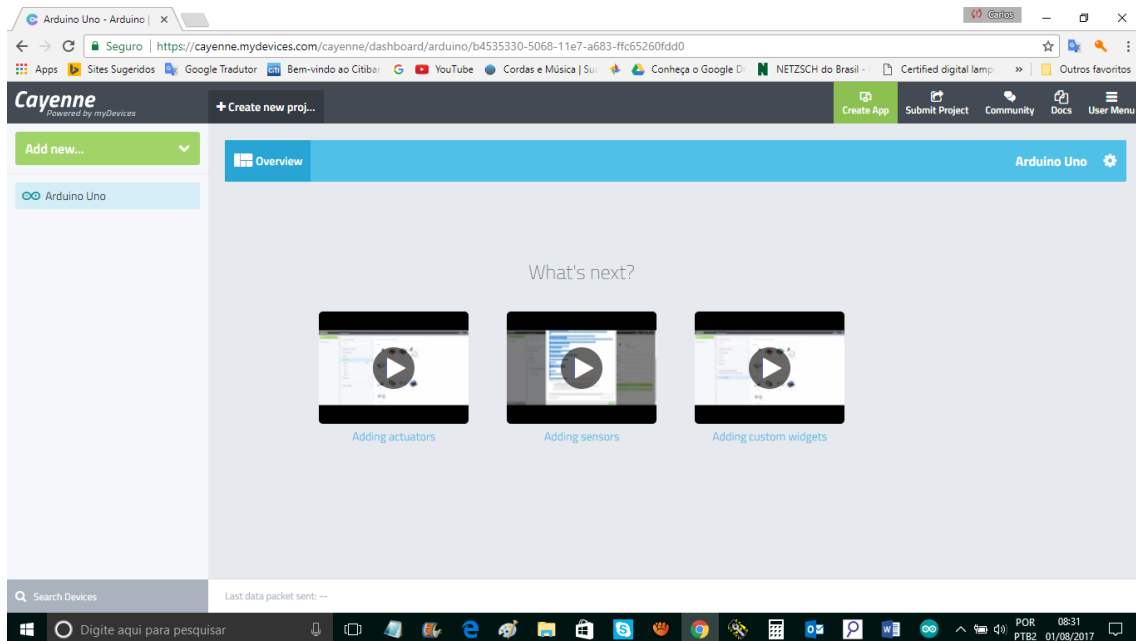 Arduino Uno - Arduino |
Carlos
Seguro | https://cayenne.mydevices.com/cayenne/dashboard/arduino/b4535330-5068-11e7-a683-ffc65260fdd0
Apps Sites Sugeridos Google Tradutor citi Bem-vindo ao Citiba YouTube Cordas e Música | Su Conheça o Google D NETZSCH do Brasil - Certified digital lamp » Outros favoritos
Cayenne
Powered by myDevices
+ Create new proj...
Create App Submit Project Community Docs User Menu
Add new...
Overview
Arduino Uno
Arduino Uno
What's next?
Adding actuators Adding sensors Adding custom widgets
Search Devices
Last data packet sent: --
Digite aqui para pesquisar
POR 08:31
PTB2 01/08/2017